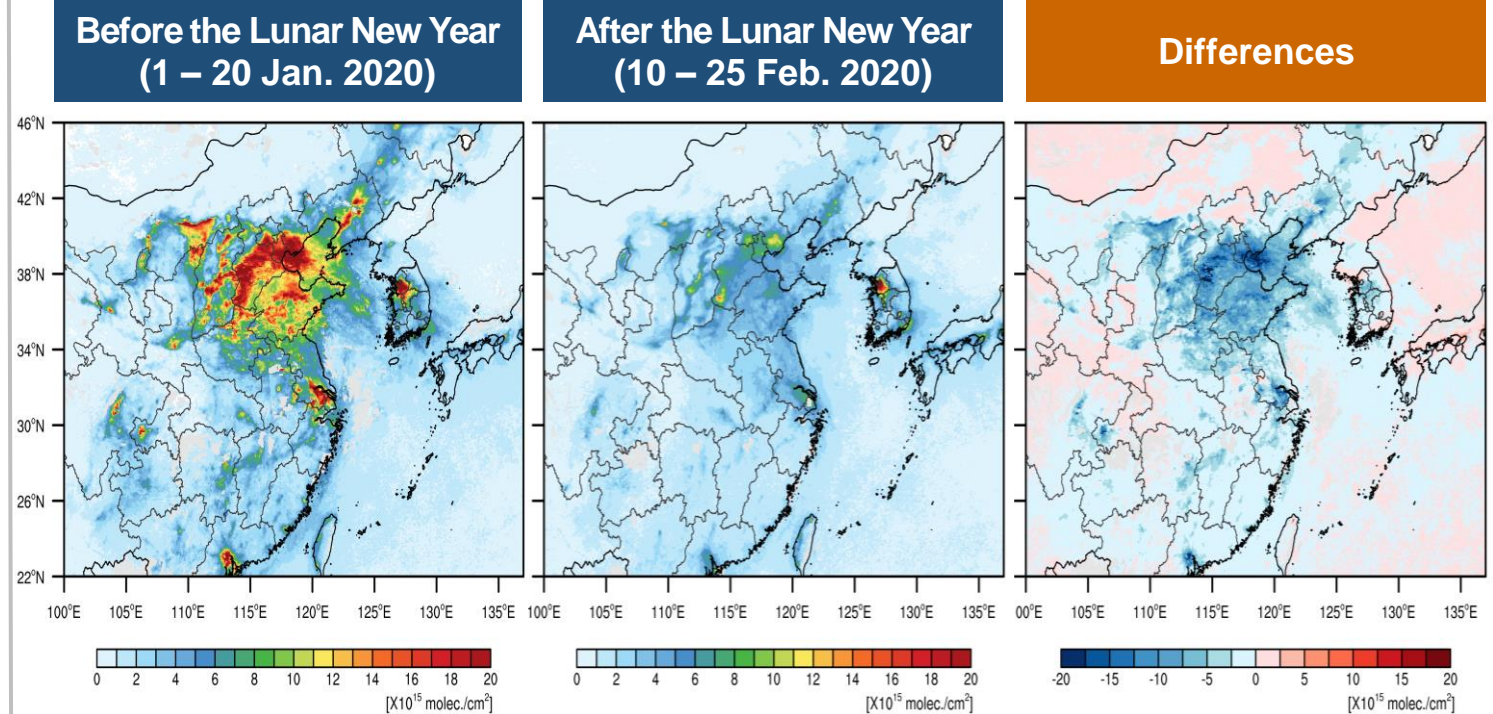 Before the Lunar New Year
(1 – 20 Jan. 2020)
After the Lunar New Year
(10 – 25 Feb. 2020)
Differences
46°N
42°N
38°N
34°N
30°N
26°N
22°N
100°E 105°E 110°E 115°E 120°E 125°E 130°E 135°E
100°E 105°E 110°E 115°E 120°E 125°E 130°E 135°E
00°E 105°E 110°E 115°E 120°E 125°E 130°E 135°E
0 2 4 6 8 10 12 14 16 18 20
[X10¹⁵ molec./cm²]
0 2 4 6 8 10 12 14 16 18 20
[X10¹⁵ molec./cm²]
-20 -15 -10 -5 0 5 10 15 20
[X10¹⁵ molec./cm²]